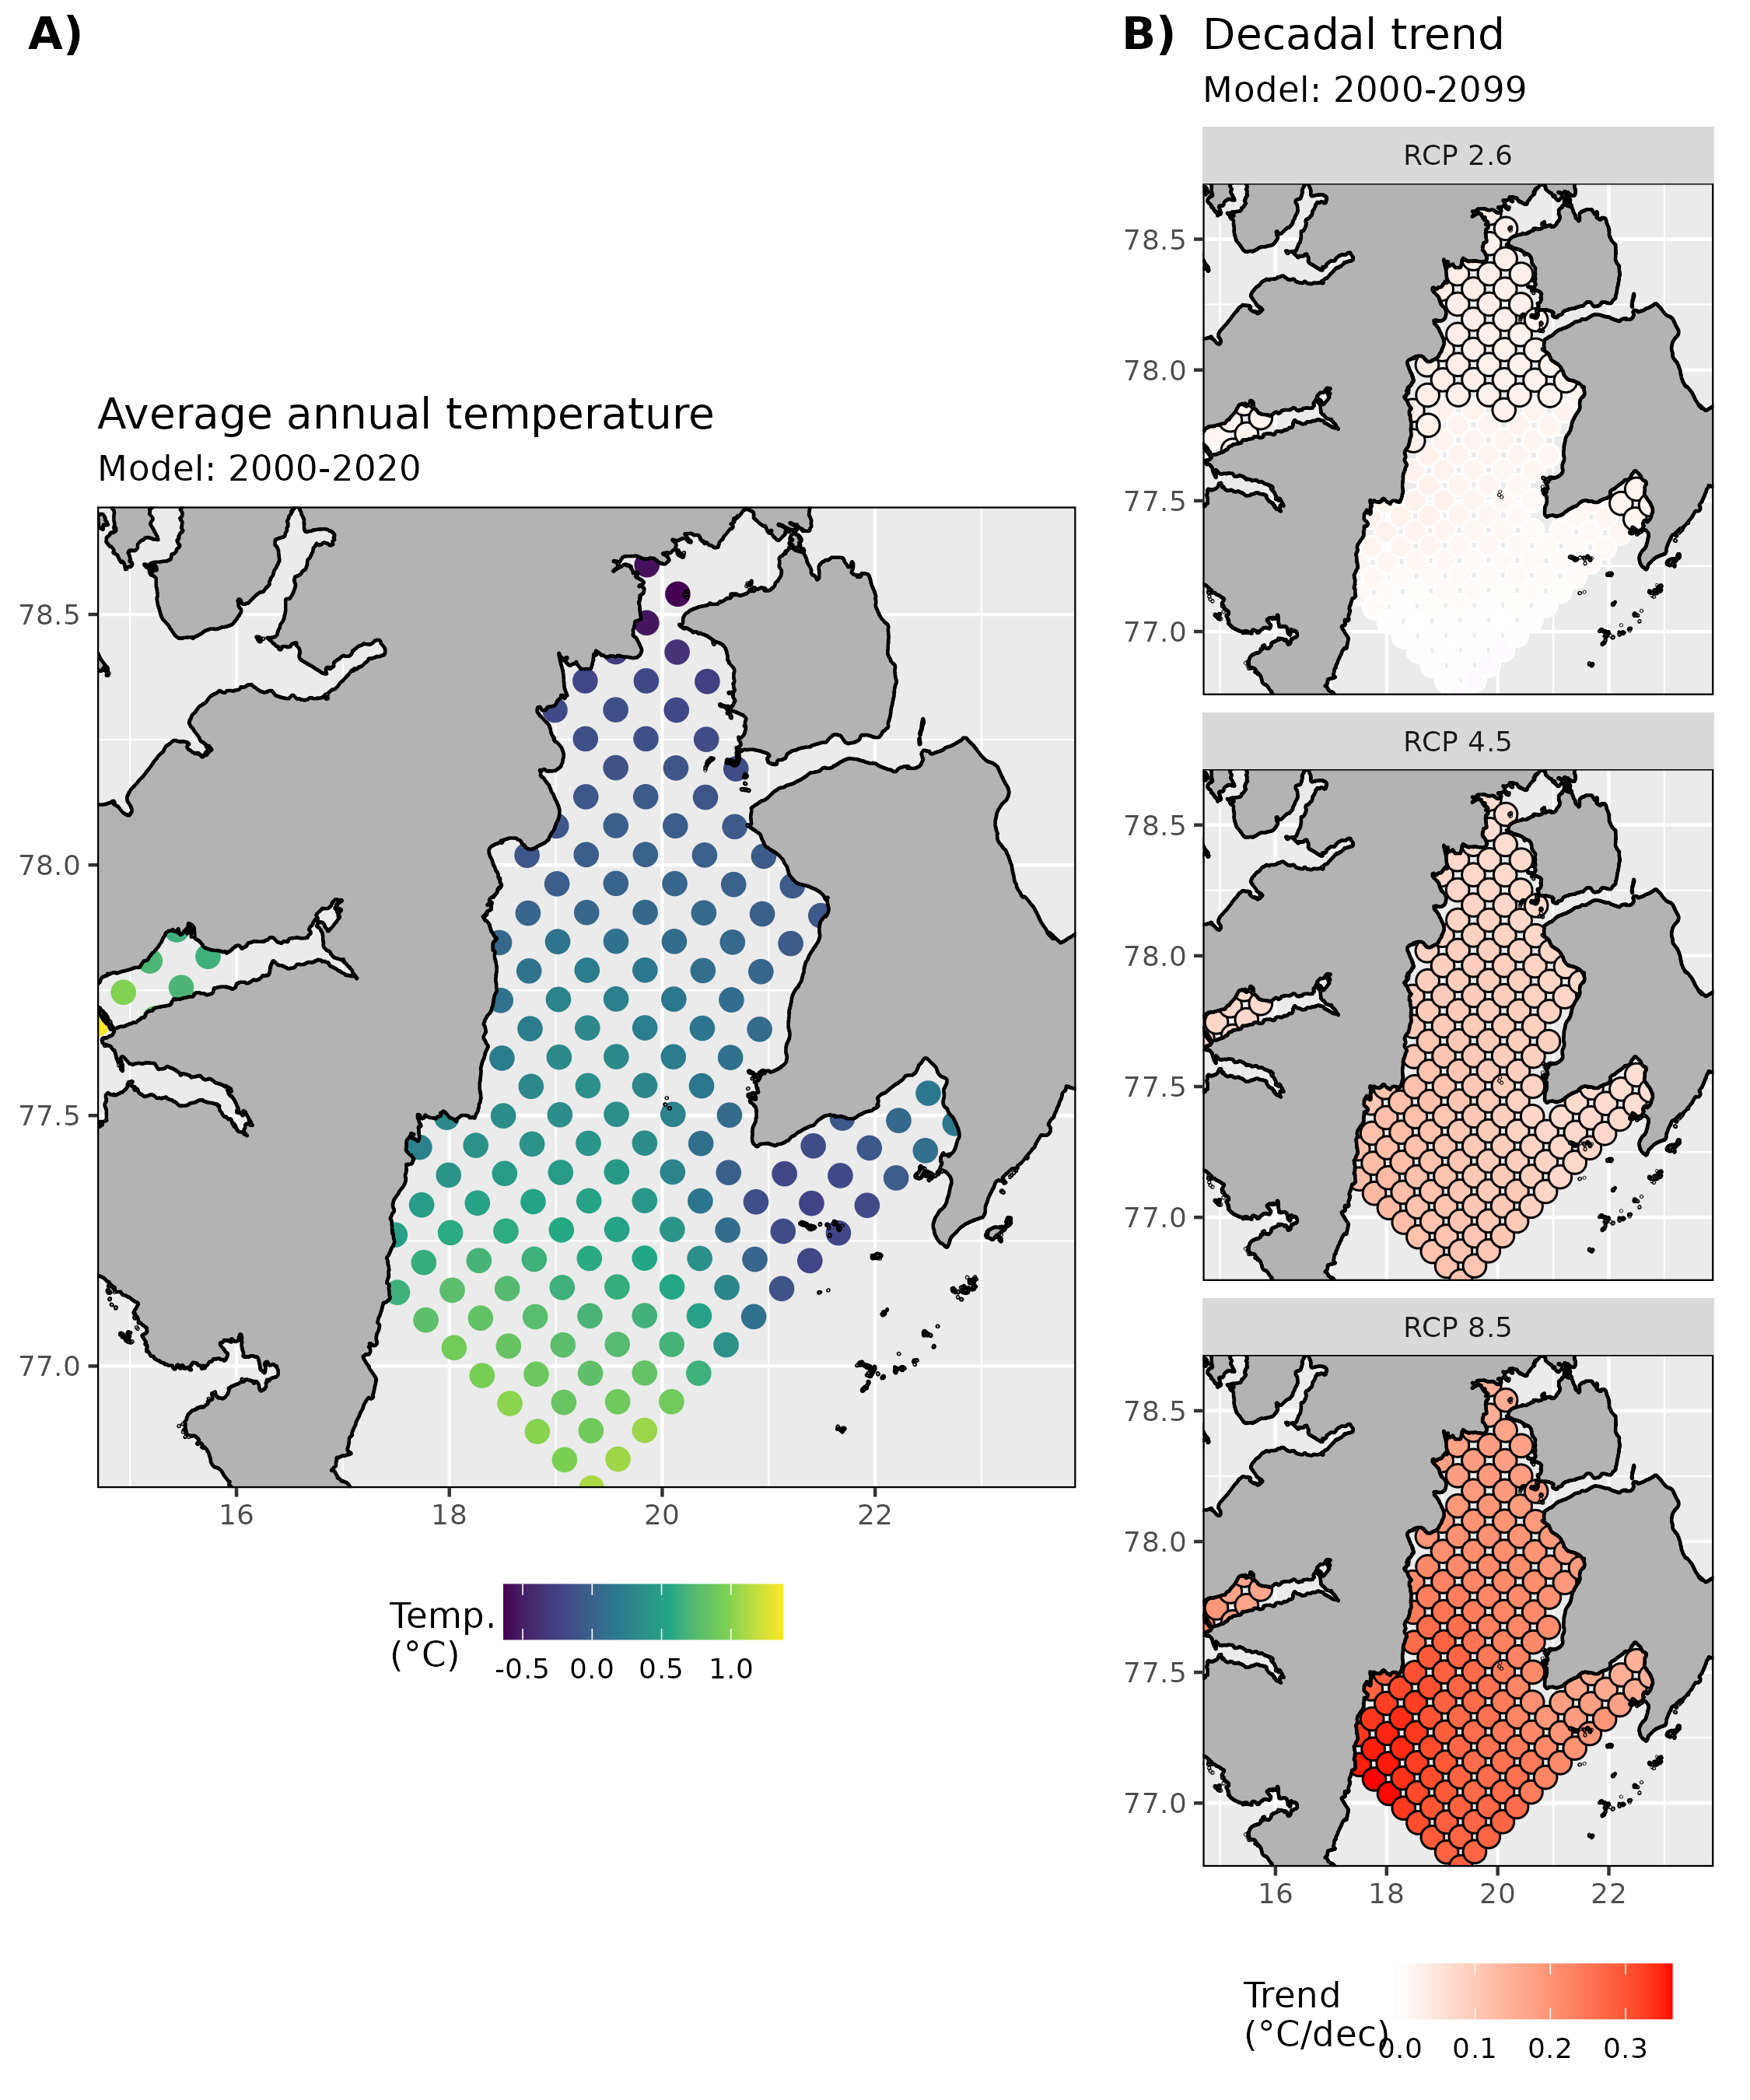 A)
Average annual temperature
Model: 2000-2020
78.5
78.0
77.5
77.0
16 18 20 22
Temp.
(°C)
-0.5 0.0 0.5 1.0
B) Decadal trend
Model: 2000-2099
RCP 2.6
78.5
78.0
77.5
77.0
RCP 4.5
78.5
78.0
77.5
77.0
RCP 8.5
78.5
78.0
77.5
77.0
16 18 20 22
Trend
(°C/dec)
0.0 0.1 0.2 0.3